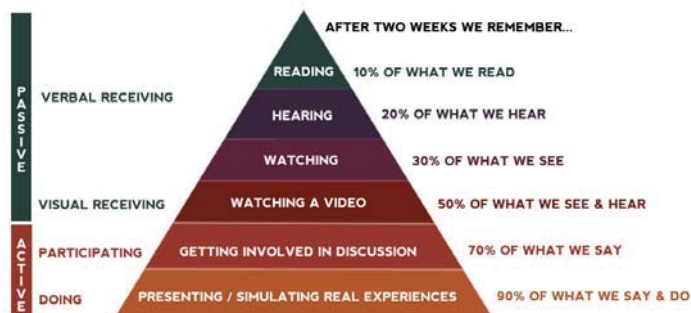 AFTER TWO WEEKS WE REMEMBER...
PASSIVE
VERBAL RECEIVING
READING
10% OF WHAT WE READ
HEARING
20% OF WHAT WE HEAR
WATCHING
30% OF WHAT WE SEE
VISUAL RECEIVING
WATCHING A VIDEO
50% OF WHAT WE SEE & HEAR
ACTIVE
PARTICIPATING
GETTING INVOLVED IN DISCUSSION
70% OF WHAT WE SAY
DOING
PRESENTING / SIMULATING REAL EXPERIENCES
90% OF WHAT WE SAY & DO